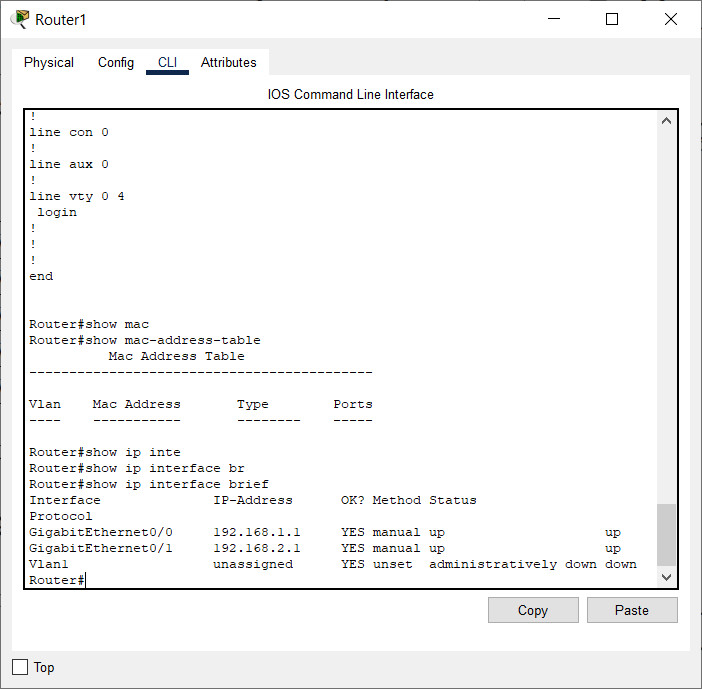 Router1
Physical Config CLI Attributes
IOS Command Line Interface
!
line con 0
!
line aux 0
!
line vty 0 4
 login
!
!
!
end
Router#show mac
Router#show mac-address-table
          Mac Address Table
-------------------------------------------
Vlan    Mac Address       Type        Ports
----    -----------       --------    -----
Router#show ip inte
Router#show ip interface br
Router#show ip interface brief
Interface              IP-Address      OK? Method Status
Protocol
GigabitEthernet0/0     192.168.1.1     YES manual up                    up
GigabitEthernet0/1     192.168.2.1     YES manual up                    up
Vlan1                  unassigned      YES unset  administratively down down
Router#
Copy Paste
Top